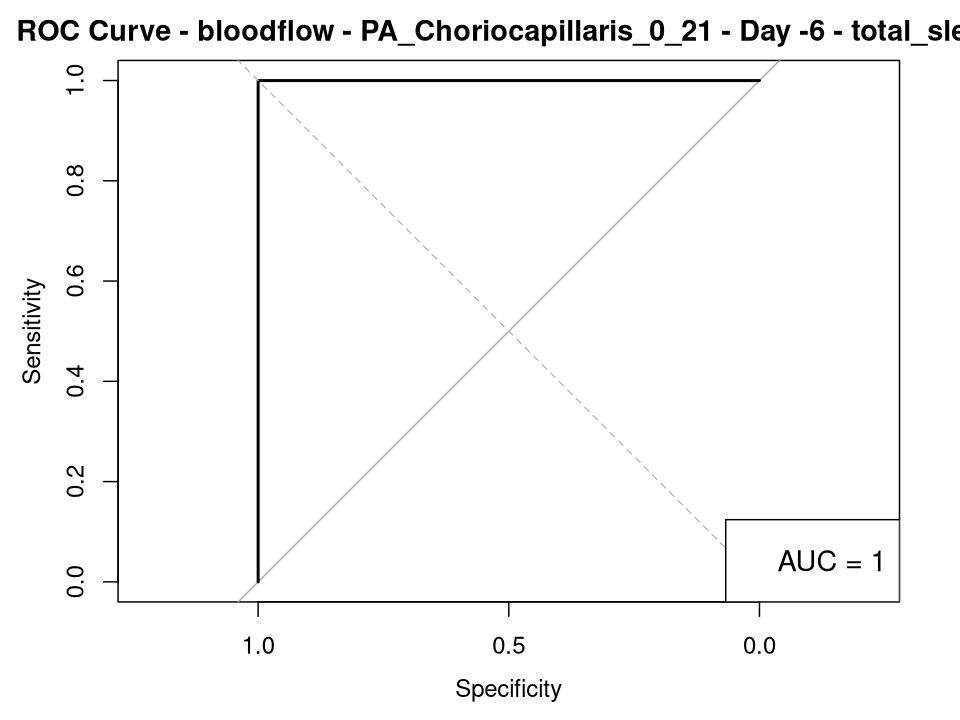 ROC Curve - bloodflow - PA_Choriocapillaris_0_21 - Day -6 - total_sle
1.0
0.8
0.6
0.4
0.2
0.0
Sensitivity
AUC = 1
1.0 0.5 0.0
Specificity